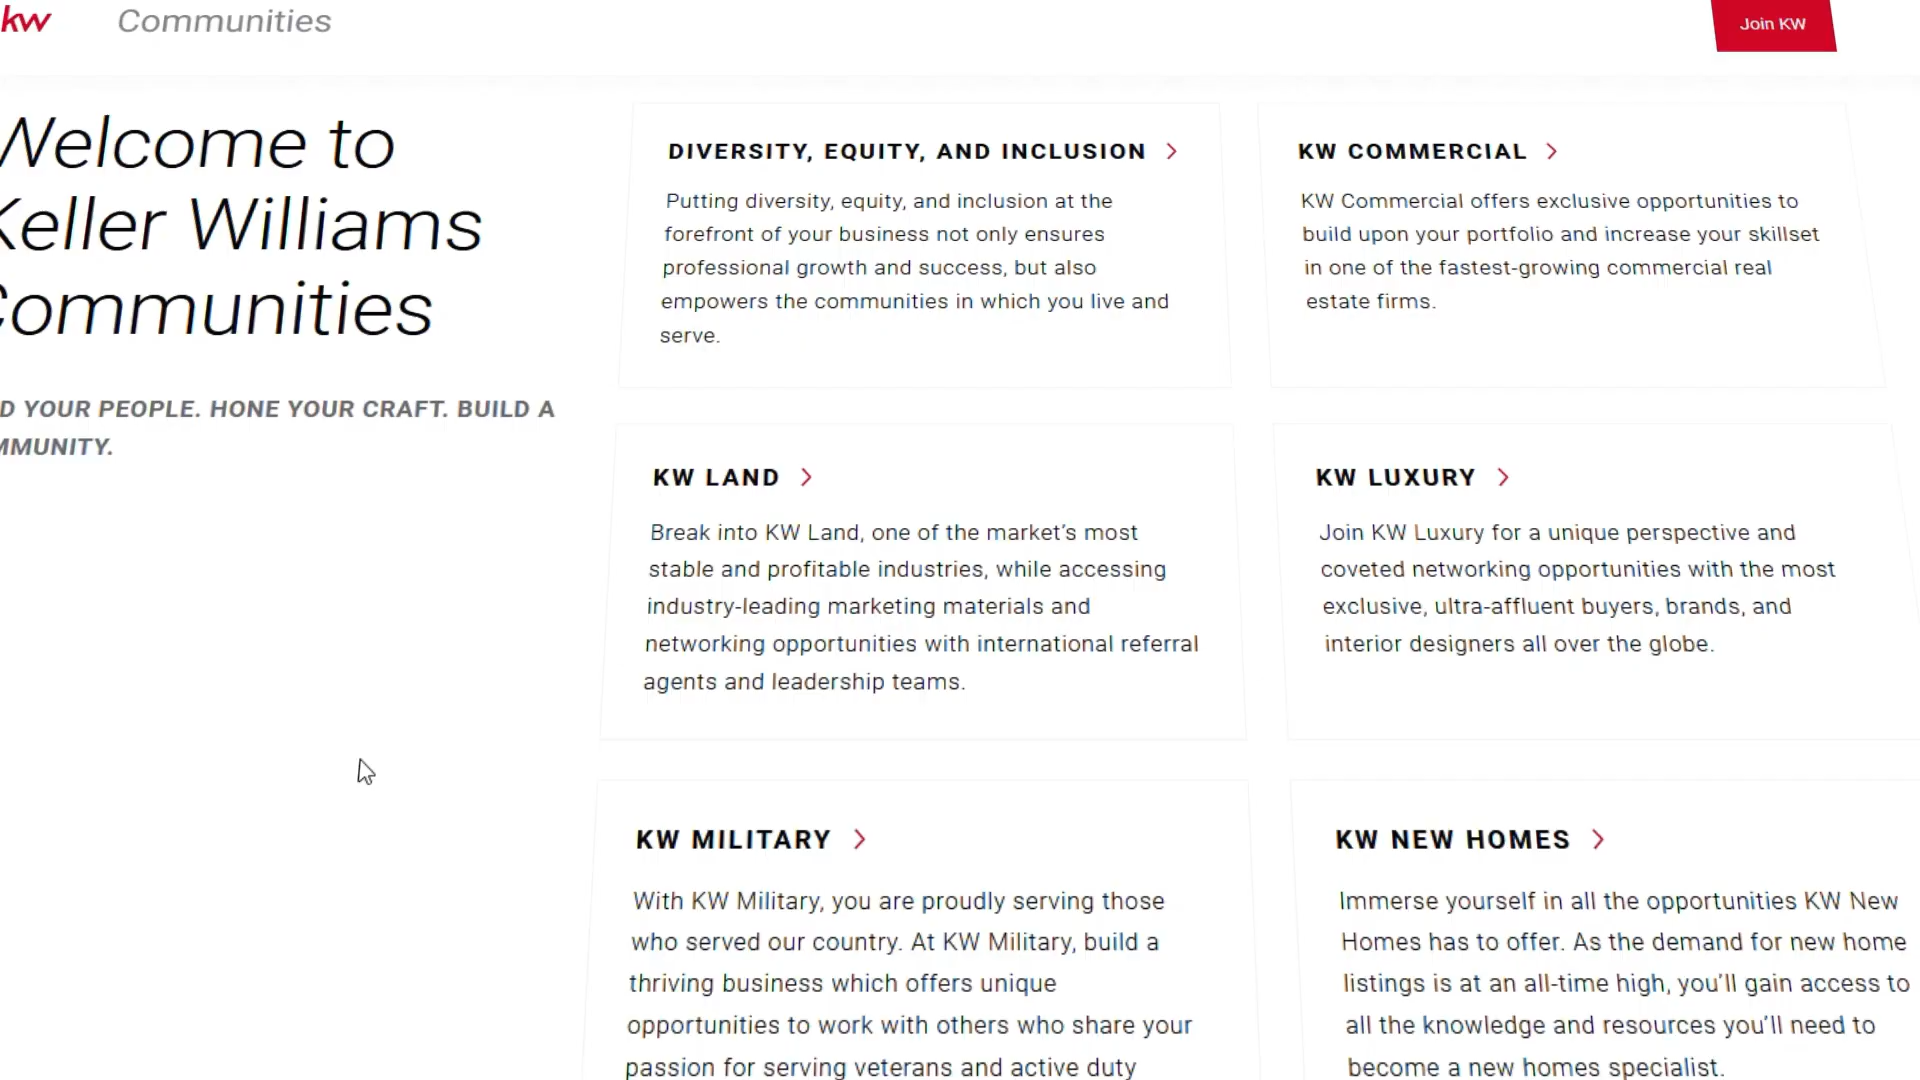 kw Communities
Join KW
Welcome to
Keller Williams
Communities
D YOUR PEOPLE. HONE YOUR CRAFT. BUILD A
MMUNITY.
DIVERSITY, EQUITY, AND INCLUSION
Putting diversity, equity, and inclusion at the
forefront of your business not only ensures
professional growth and success, but also
empowers the communities in which you live and
serve.
KW COMMERCIAL
KW Commercial offers exclusive opportunities to
build upon your portfolio and increase your skillset
in one of the fastest-growing commercial real
estate firms.
KW LAND
Break into KW Land, one of the market’s most
stable and profitable industries, while accessing
industry-leading marketing materials and
networking opportunities with international referral
agents and leadership teams.
KW LUXURY
Join KW Luxury for a unique perspective and
coveted networking opportunities with the most
exclusive, ultra-affluent buyers, brands, and
interior designers all over the globe.
KW MILITARY
With KW Military, you are proudly serving those
who served our country. At KW Military, build a
thriving business which offers unique
opportunities to work with others who share your
passion for serving veterans and active duty
KW NEW HOMES
Immerse yourself in all the opportunities KW New
Homes has to offer. As the demand for new home
listings is at an all-time high, you’ll gain access to
all the knowledge and resources you’ll need to
become a new homes specialist.